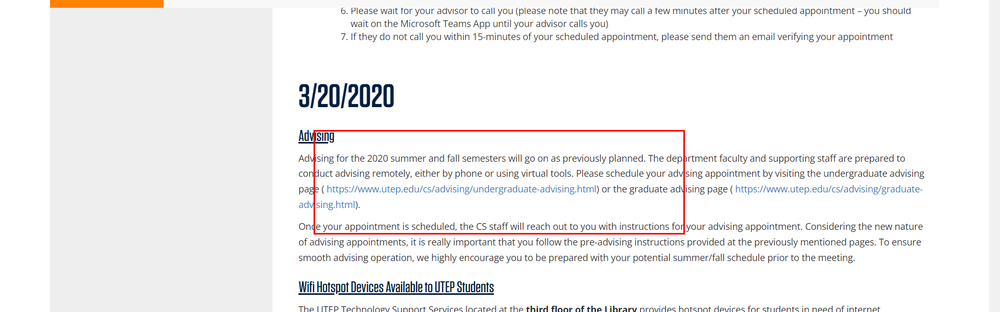 6. Please wait for your advisor to call you (please note that they may call a few minutes after your scheduled appointment – you should
wait on the Microsoft Teams App until your advisor calls you)
7. If they do not call you within 15-minutes of your scheduled appointment, please send them an email verifying your appointment
3/20/2020
Advising
Advising for the 2020 summer and fall semesters will go on as previously planned. The department faculty and supporting staff are prepared to
conduct advising remotely, either by phone or using virtual tools. Please schedule your advising appointment by visiting the undergraduate advising
page ( https://www.utep.edu/cs/advising/undergraduate-advising.html) or the graduate advising page ( https://www.utep.edu/cs/advising/graduate-
advising.html).
Once your appointment is scheduled, the CS staff will reach out to you with instructions for your advising appointment. Considering the new nature
of advising appointments, it is really important that you follow the pre-advising instructions provided at the previously mentioned pages. To ensure
smooth advising operation, we highly encourage you to be prepared with your potential summer/fall schedule prior to the meeting.
Wifi Hotspot Devices Available to UTEP Students
The UTEP Technology Support Services located at the third floor of the Library provides hotspot devices for students in need of internet